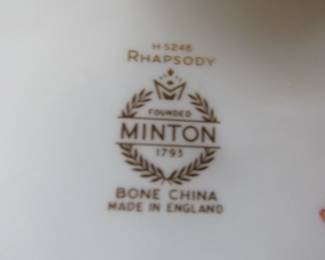 H-5248
RHAPSODY
FOUNDED
MINTON
1793
BONE CHINA
MADE IN ENGLAND